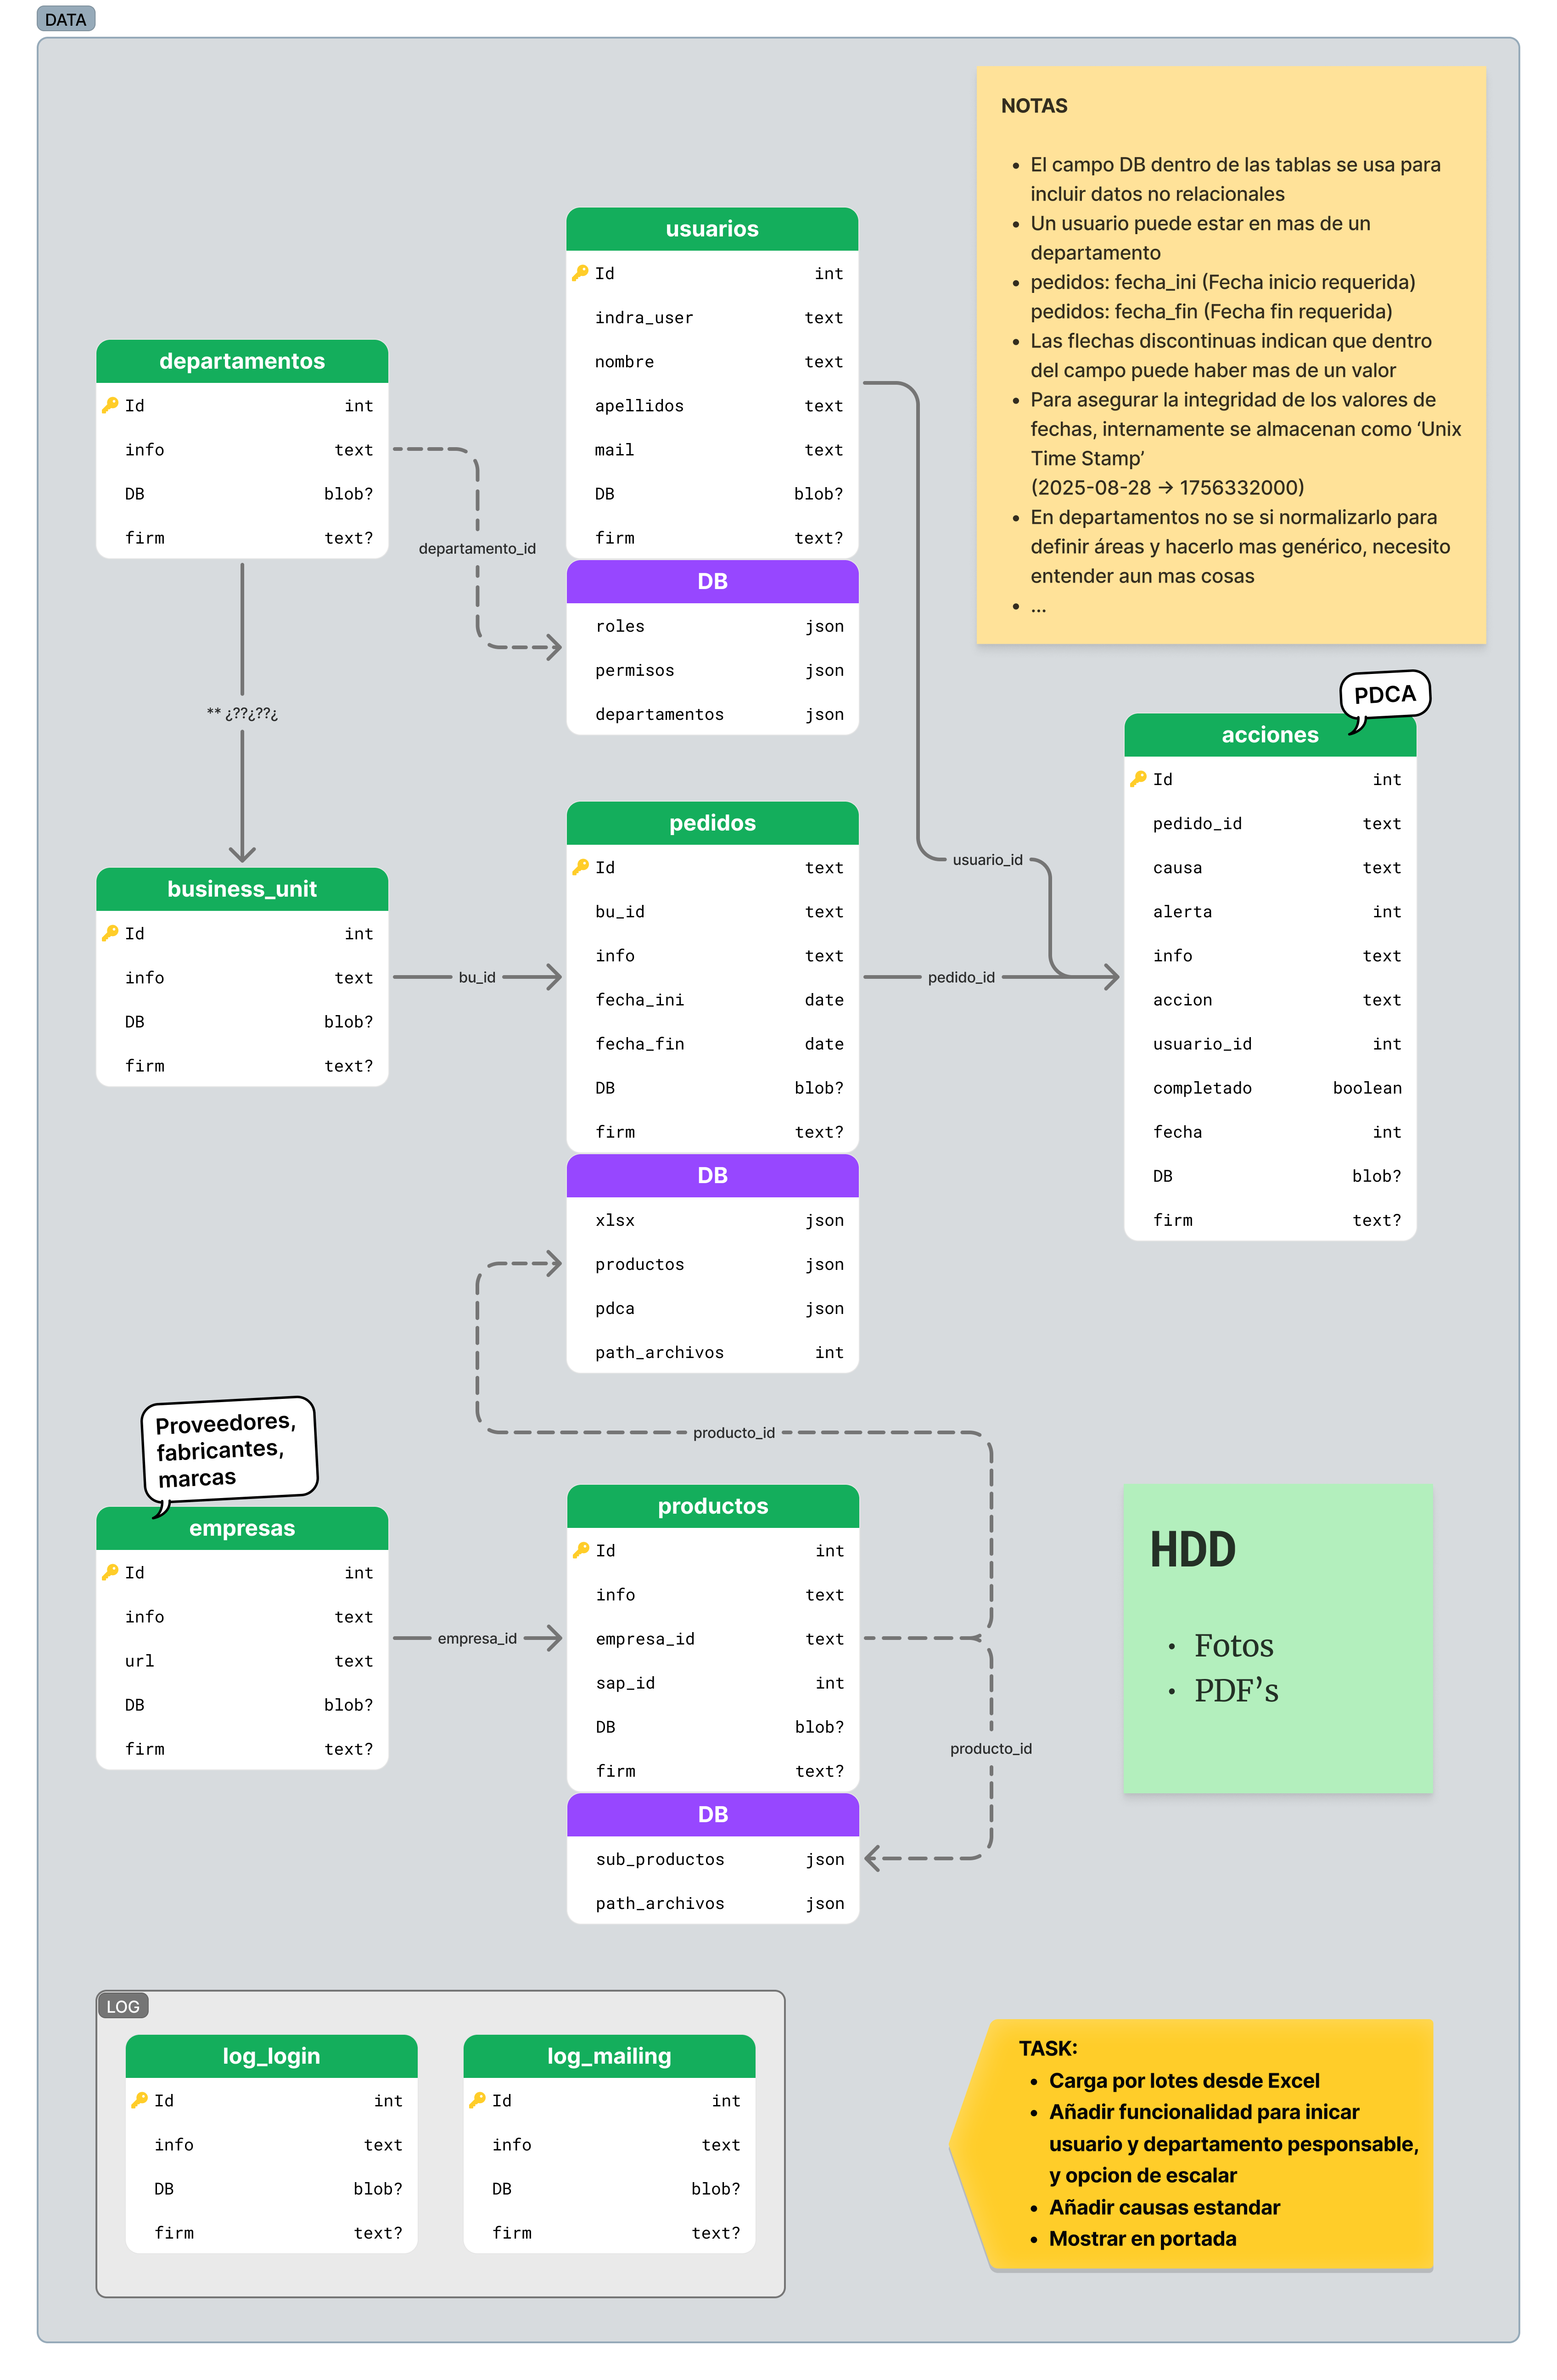 DATA
NOTAS
• El campo DB dentro de las tablas se usa para
incluir datos no relacionales
• Un usuario puede estar en mas de un
departamento
• pedidos: fecha_ini (Fecha inicio requerida)
pedidos: fecha_fin (Fecha fin requerida)
• Las flechas discontinuas indican que dentro
del campo puede haber mas de un valor
• Para asegurar la integridad de los valores de
fechas, internamente se almacenan como ‘Unix
Time Stamp’
(2025-08-28 → 1756332000)
• En departamentos no se si normalizarlo para
definir áreas y hacerlo mas genérico, necesito
entender aun mas cosas
• ...
usuarios
Id int
indra_user text
nombre text
apellidos text
mail text
DB blob?
firm text?
DB
roles json
permisos json
departamentos json
departamentos
Id int
info text
DB blob?
firm text?
departamento_id
** ¿??¿??¿
business_unit
Id int
info text
DB blob?
firm text?
bu_id
pedidos
Id text
bu_id text
info text
fecha_ini date
fecha_fin date
DB blob?
firm text?
DB
xlsx json
productos json
pdca json
path_archivos int
usuario_id
pedido_id
PDCA
acciones
Id int
pedido_id text
causa text
alerta int
info text
accion text
usuario_id int
completado boolean
fecha int
DB blob?
firm text?
producto_id
Proveedores,
fabricantes,
marcas
empresas
Id int
info text
url text
DB blob?
firm text?
empresa_id
productos
Id int
info text
empresa_id text
sap_id int
DB blob?
firm text?
DB
sub_productos json
path_archivos json
producto_id
HDD
• Fotos
• PDF’s
LOG
log_login
Id int
info text
DB blob?
firm text?
log_mailing
Id int
info text
DB blob?
firm text?
TASK:
• Carga por lotes desde Excel
• Añadir funcionalidad para inicar
usuario y departamento pesponsable,
y opcion de escalar
• Añadir causas estandar
• Mostrar en portada